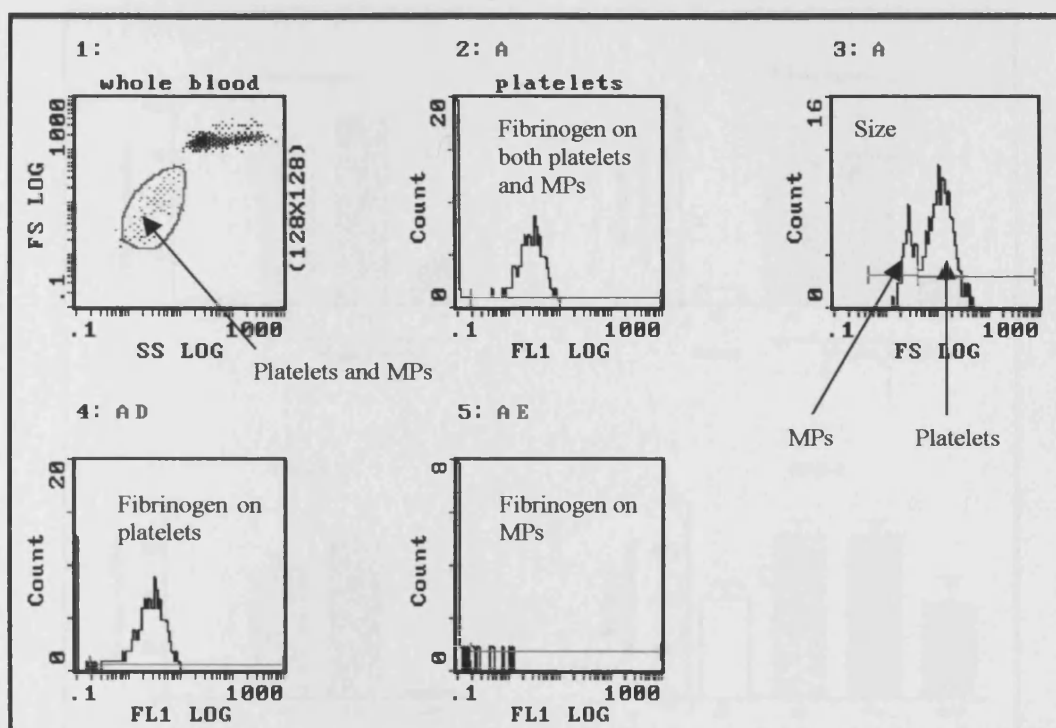 1:
whole blood
FS LOG
.1 1000
.1 1000
SS LOG
(128X128)
Platelets and MPs
2: A
platelets
Count
0 20
Fibrinogen on
both platelets
and MPs
.1 1000
FL1 LOG
3: A
Count
0 16
Size
.1 1000
FS LOG
MPs
Platelets
4: AD
Count
0 20
Fibrinogen on
platelets
.1 1000
FL1 LOG
5: AE
Count
0 8
Fibrinogen on
MPs
.1 1000
FL1 LOG